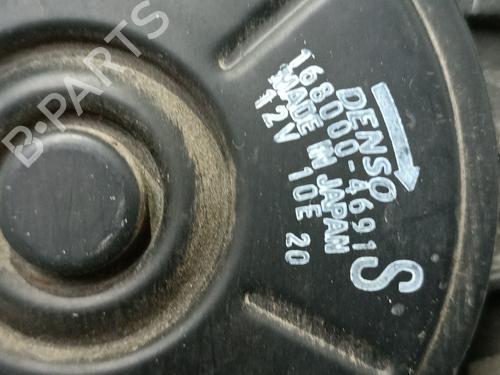 DENSO
168000-4691
MADE IN JAPAN
12V 10E 20
S
B-PARTS